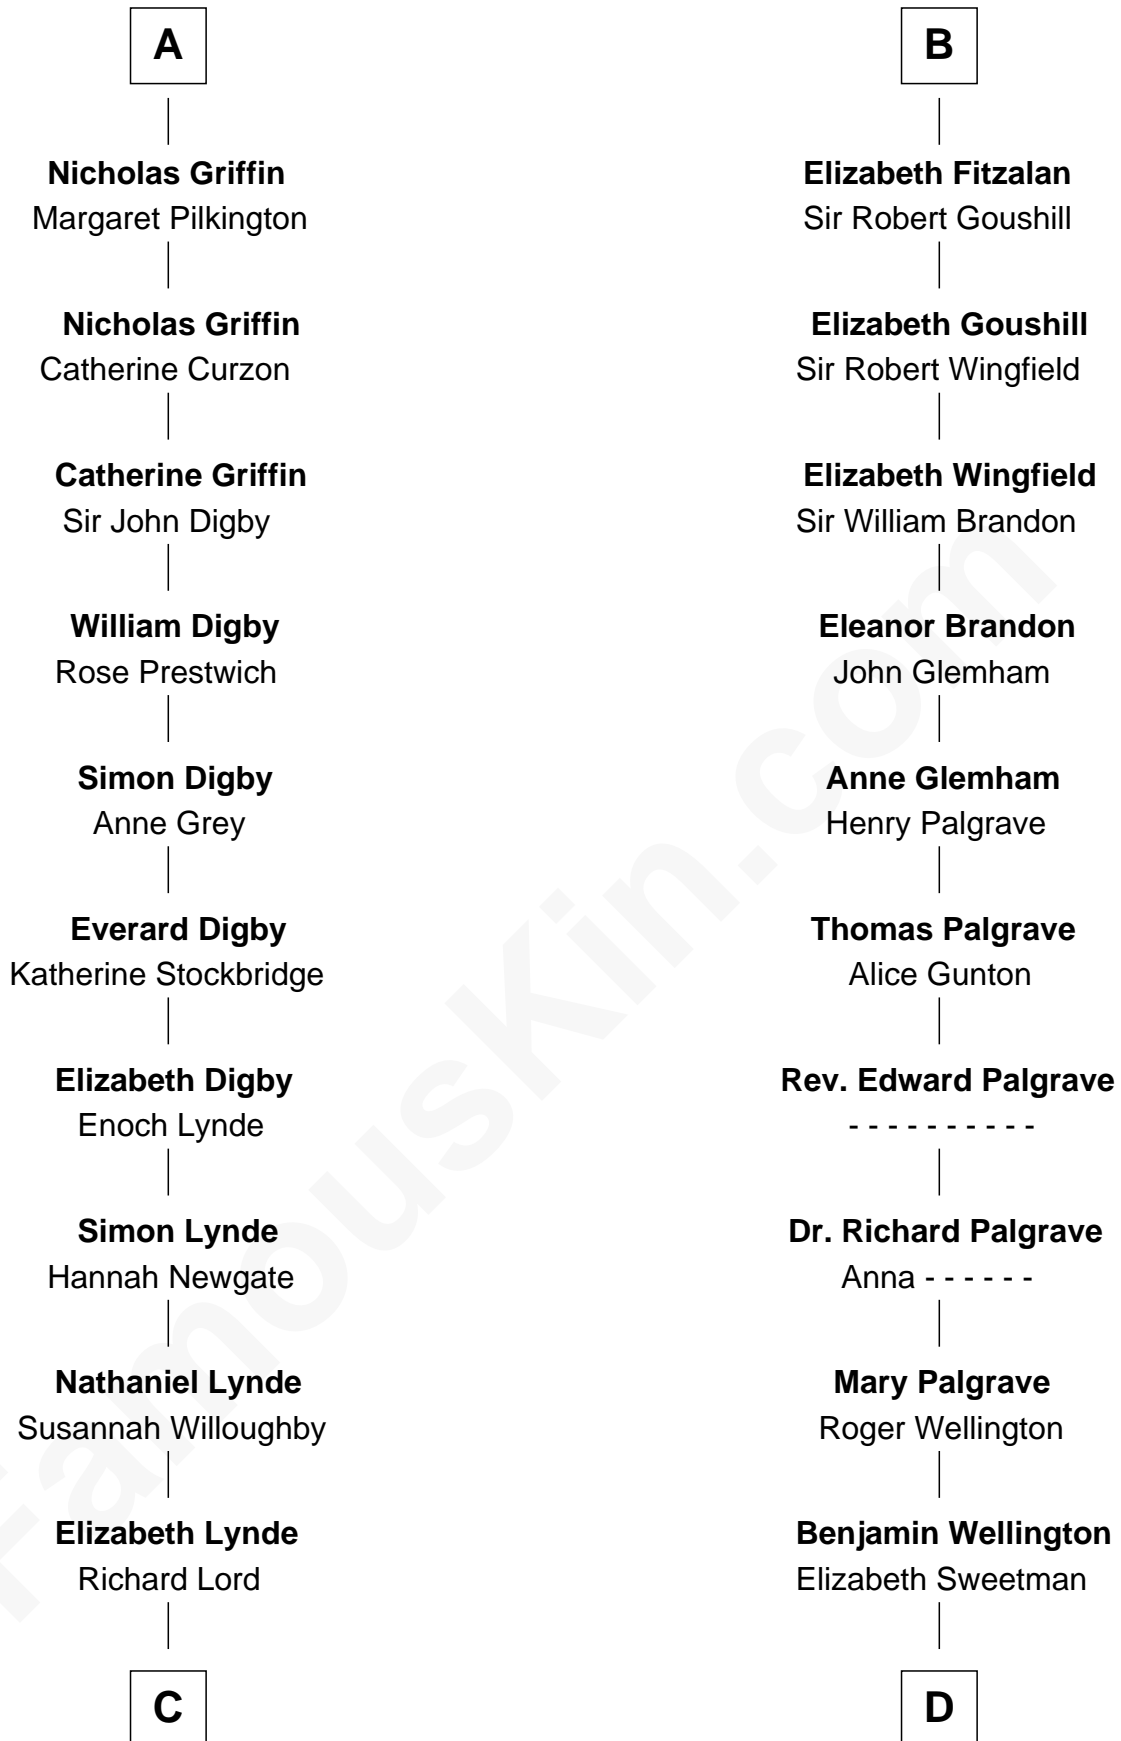 A
Nicholas Griffin
Margaret Pilkington
Nicholas Griffin
Catherine Curzon
Catherine Griffin
Sir John Digby
William Digby
Rose Prestwich
Simon Digby
Anne Grey
Everard Digby
Katherine Stockbridge
Elizabeth Digby
Enoch Lynde
Simon Lynde
Hannah Newgate
Nathaniel Lynde
Susannah Willoughby
Elizabeth Lynde
Richard Lord
C
B
Elizabeth Fitzalan
Sir Robert Goushill
Elizabeth Goushill
Sir Robert Wingfield
Elizabeth Wingfield
Sir William Brandon
Eleanor Brandon
John Glemham
Anne Glemham
Henry Palgrave
Thomas Palgrave
Alice Gunton
Rev. Edward Palgrave
- - - - - - - - - -
Dr. Richard Palgrave
Anna - - - - - -
Mary Palgrave
Roger Wellington
Benjamin Wellington
Elizabeth Sweetman
D
FamousKin.com